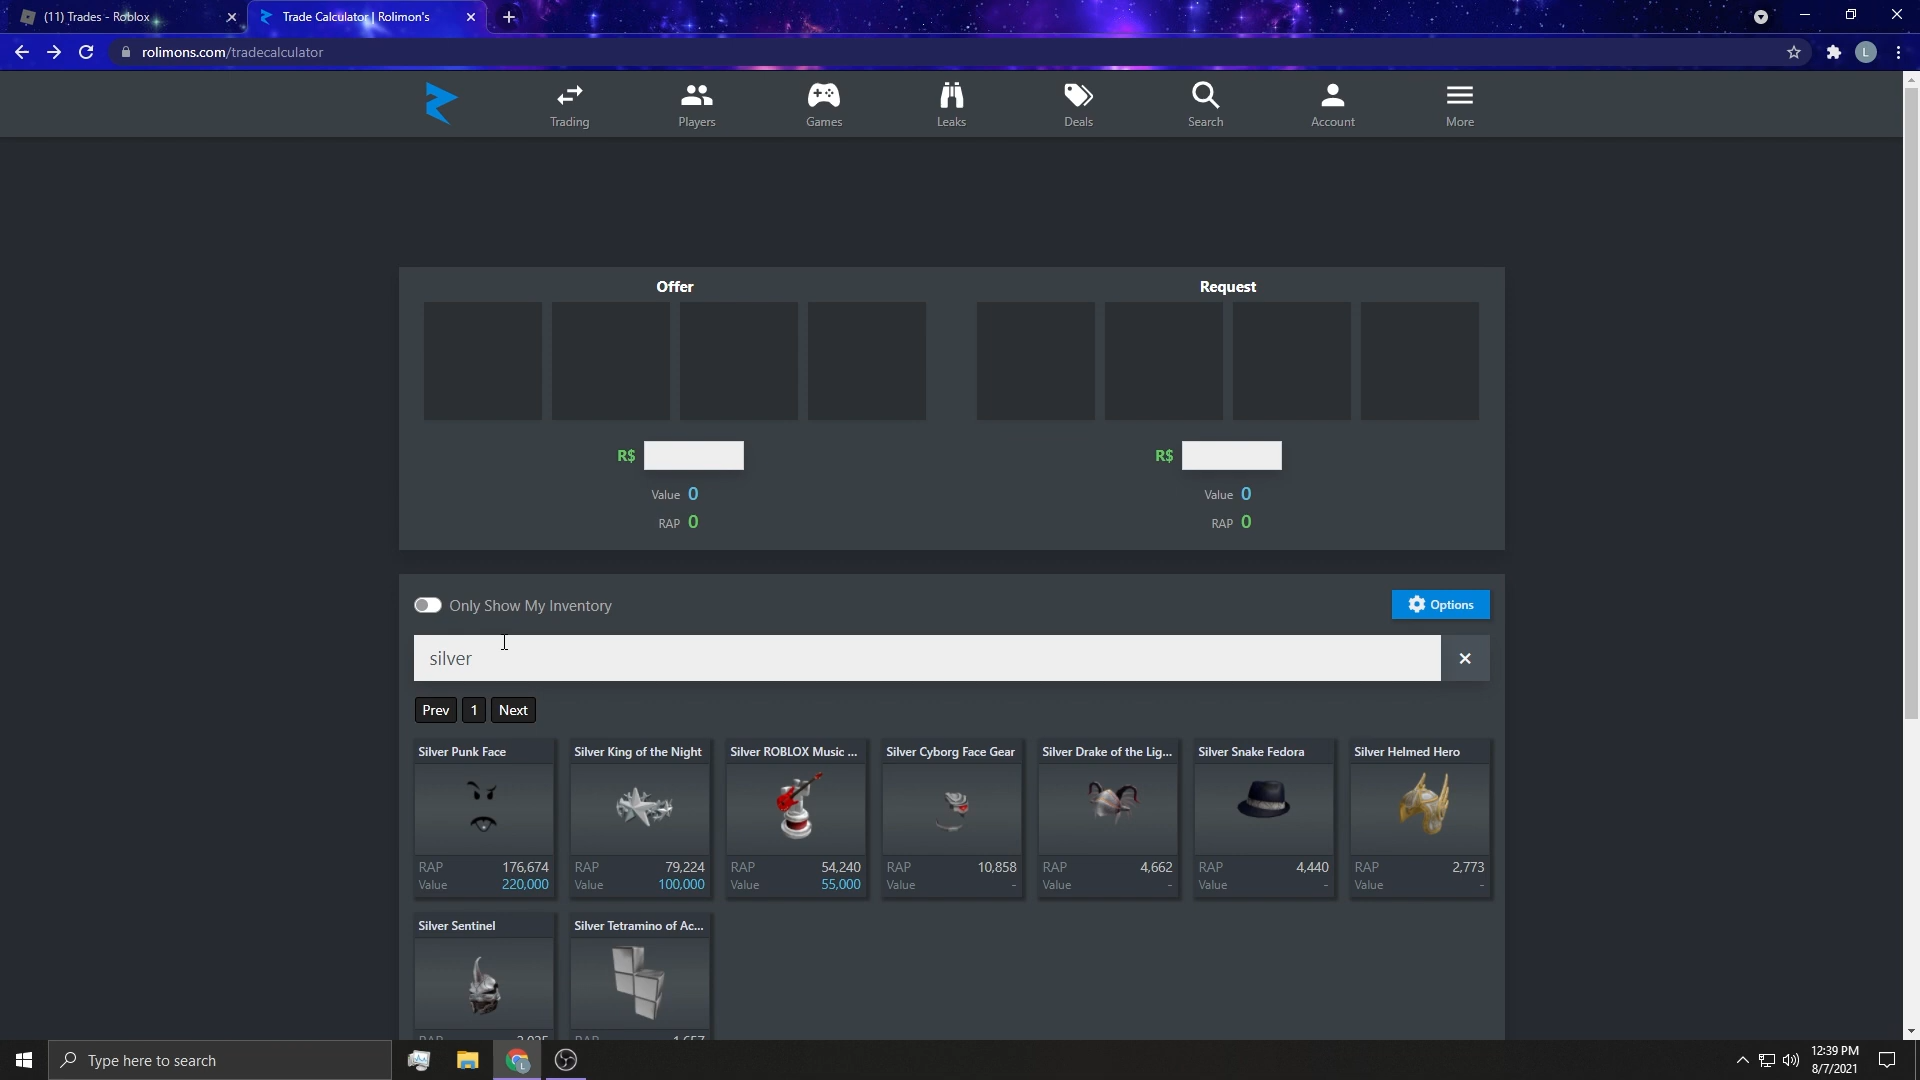 (11) Trades - Roblox
Trade Calculator | Rolimon's
rolimons.com/tradecalculator
L
Trading
Players
Games
Leaks
Deals
Search
Account
More
Offer
Request
R$
R$
Value 0
Value 0
RAP 0
RAP 0
Only Show My Inventory
Options
silver
Prev 1 Next
Silver Punk Face
Silver King of the Night
Silver ROBLOX Music ...
Silver Cyborg Face Gear
Silver Drake of the Lig...
Silver Snake Fedora
Silver Helmed Hero
RAP 176,674
RAP 79,224
RAP 54,240
RAP 10,858
RAP 4,662
RAP 4,440
RAP 2,773
Value 220,000
Value 100,000
Value 55,000
Value -
Value -
Value -
Value -
Silver Sentinel
Silver Tetramino of Ac...
RAP
RAP
Type here to search
L
12:39 PM
8/7/2021